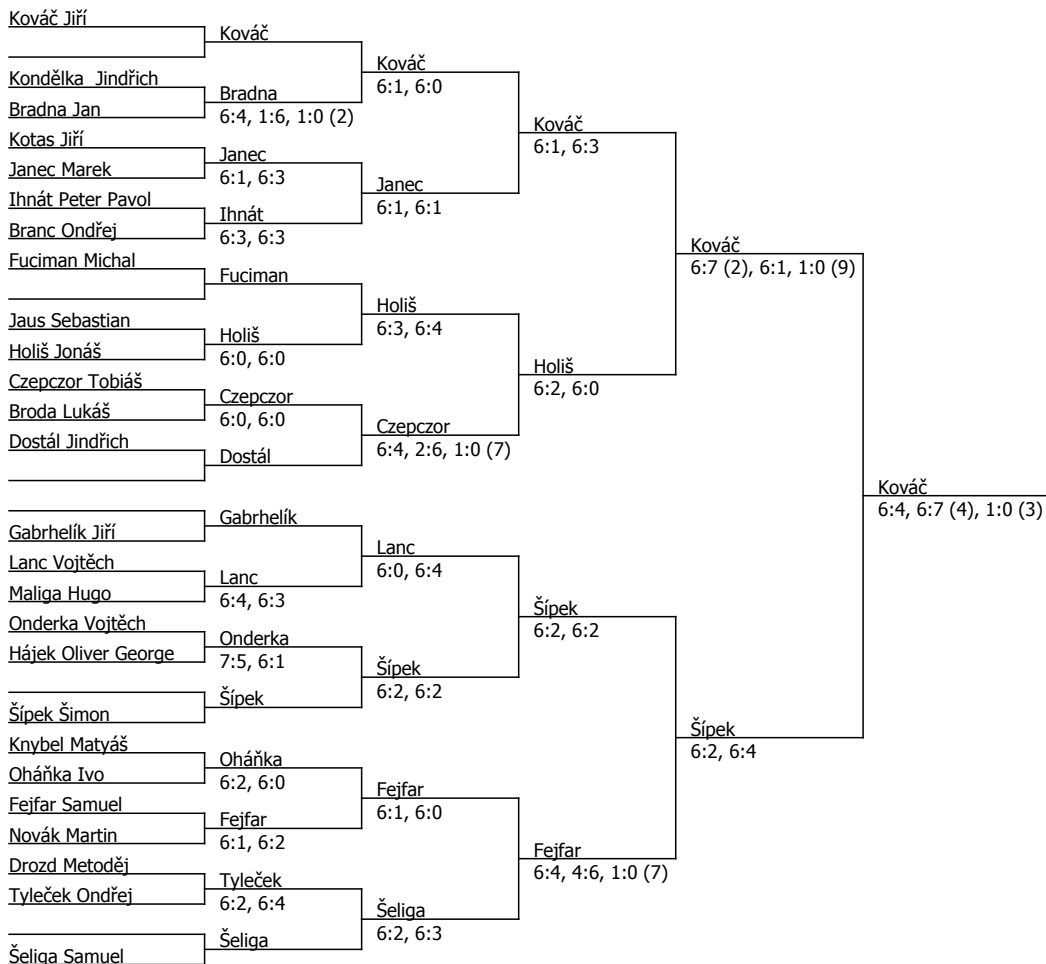 Kováč Jiří
Kondělka Jindřich
Bradna Jan
Kotas Jiří
Janec Marek
Ihnát Peter Pavol
Branc Ondřej
Fuciman Michal
Jaus Sebastian
Holiš Jonáš
Czepczor Tobiáš
Broda Lukáš
Dostál Jindřich
Gabrhelík Jiří
Lanc Vojtěch
Maliga Hugo
Onderka Vojtěch
Hájek Oliver George
Šípek Šimon
Knybel Matyáš
Oháňka Ivo
Fejfar Samuel
Novák Martin
Drozd Metoděj
Tyleček Ondřej
Šeliga Samuel
Kováč
Bradna
6:4, 1:6, 1:0 (2)
Janec
6:1, 6:3
Ihnát
6:3, 6:3
Fuciman
Holiš
6:0, 6:0
Czepczor
6:0, 6:0
Dostál
Gabrhelík
Lanc
6:4, 6:3
Onderka
7:5, 6:1
Šípek
Oháňka
6:2, 6:0
Fejfar
6:1, 6:2
Tyleček
6:2, 6:4
Šeliga
Kováč
6:1, 6:0
Janec
6:1, 6:1
Holiš
6:3, 6:4
Czepczor
6:4, 2:6, 1:0 (7)
Lanc
6:0, 6:4
Šípek
6:2, 6:2
Fejfar
6:1, 6:0
Šeliga
6:2, 6:3
Kováč
6:1, 6:3
Holiš
6:2, 6:0
Šípek
6:2, 6:2
Fejfar
6:4, 4:6, 1:0 (7)
Kováč
6:7 (2), 6:1, 1:0 (9)
Šípek
6:2, 6:4
Kováč
6:4, 6:7 (4), 1:0 (3)